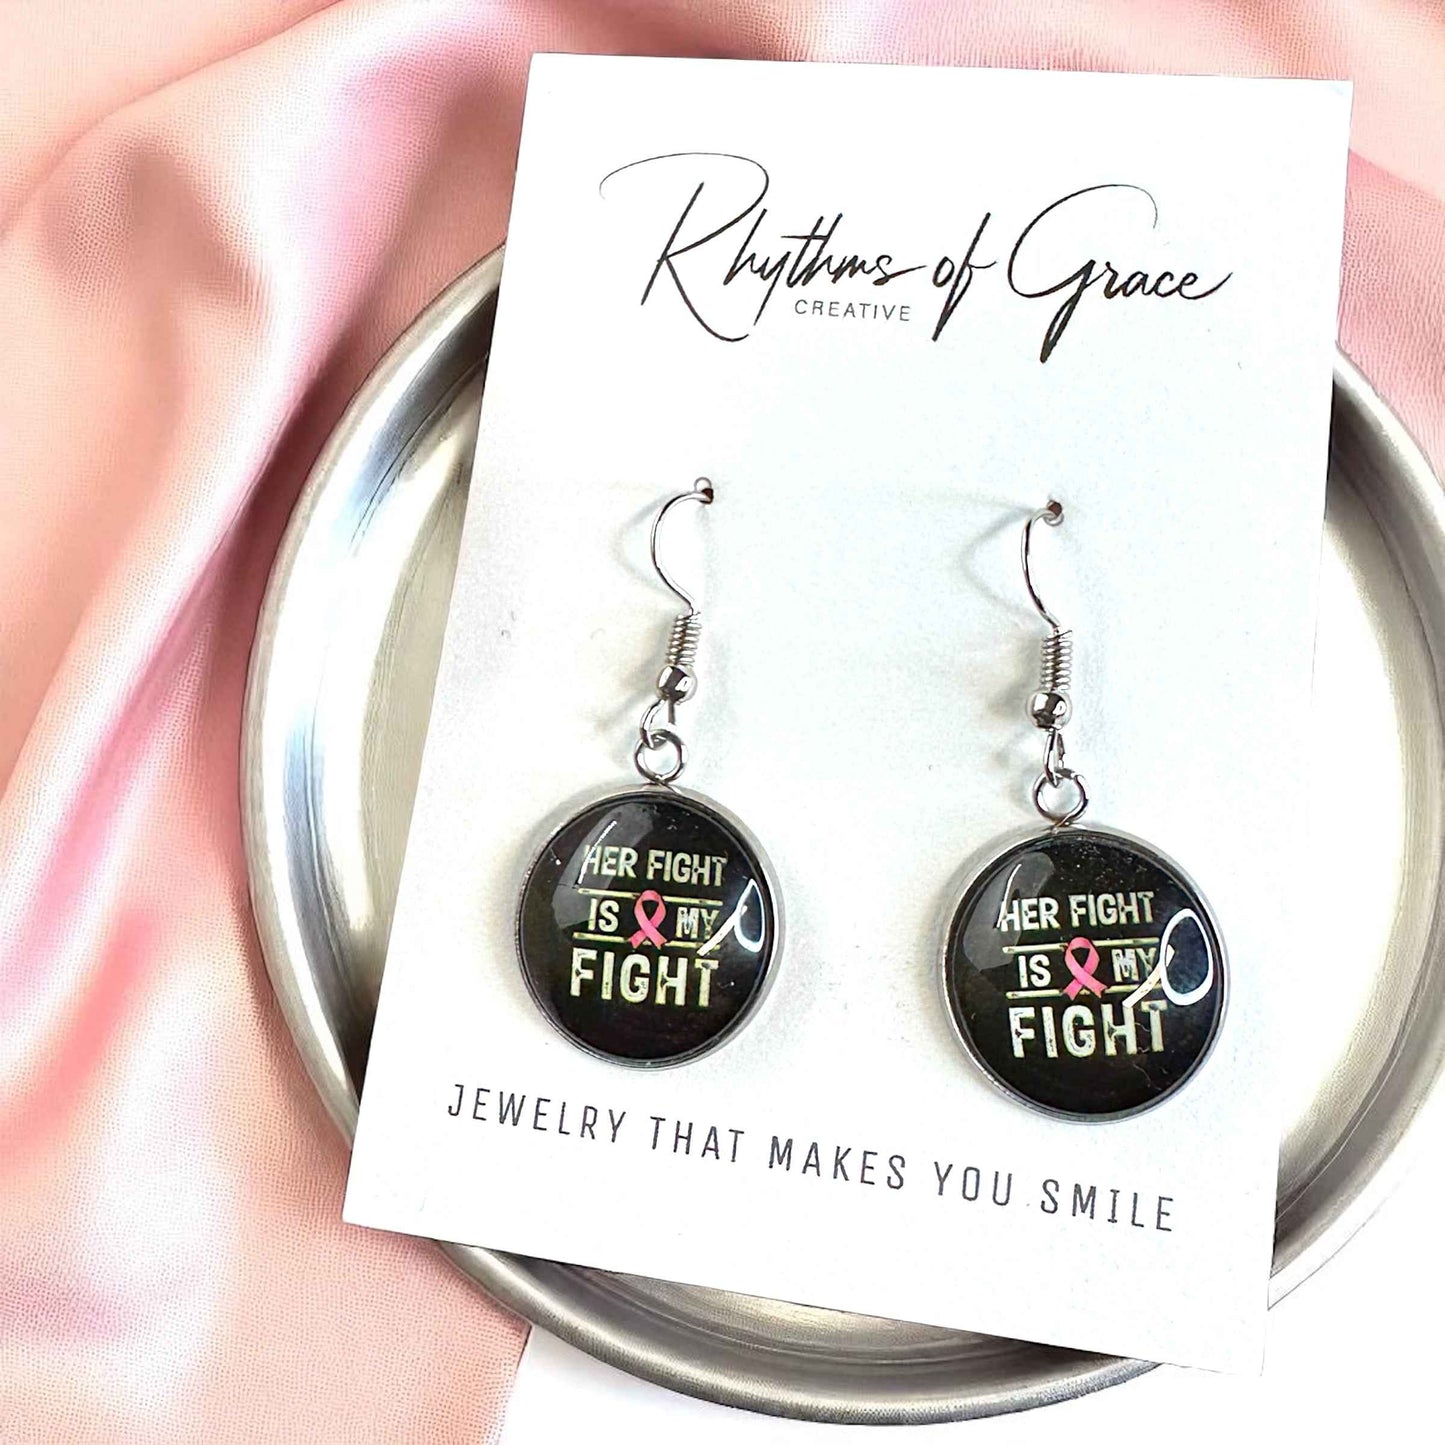 Rhythms of Grace
CREATIVE
HER FIGHT
IS MY
FIGHT
HER FIGHT
IS MY
FIGHT
JEWELRY THAT MAKES YOU SMILE